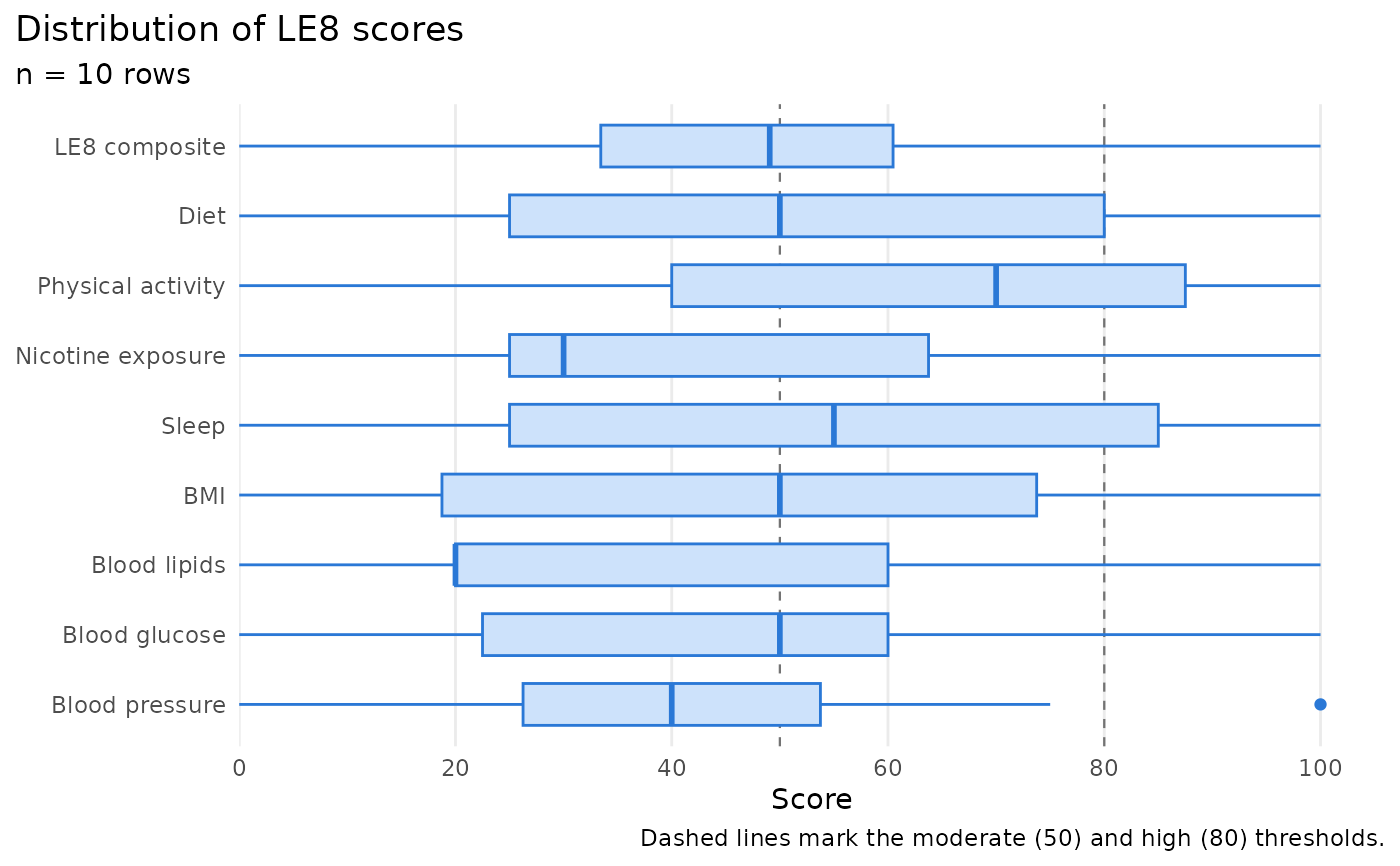 Distribution of LE8 scores
n = 10 rows
LE8 composite
Diet
Physical activity
Nicotine exposure
Sleep
BMI
Blood lipids
Blood glucose
Blood pressure
0 20 40 60 80 100
Score
Dashed lines mark the moderate (50) and high (80) thresholds.